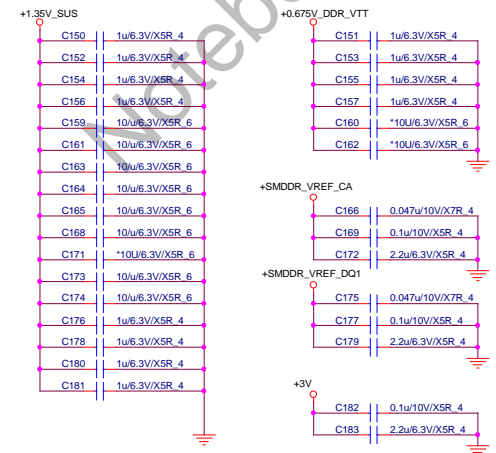 +1.35V_SUS
C150 1u/6.3V/X5R_4
C152 1u/6.3V/X5R_4
C154 1u/6.3V/X5R_4
C156 1u/6.3V/X5R_4
C159 10/u/6.3V/X5R_6
C161 10/u/6.3V/X5R_6
C163 10/u/6.3V/X5R_6
C164 10/u/6.3V/X5R_6
C165 10/u/6.3V/X5R_6
C168 10/u/6.3V/X5R_6
C171 *10U/6.3V/X5R_6
C173 10/u/6.3V/X5R_6
C174 10/u/6.3V/X5R_6
C176 1u/6.3V/X5R_4
C178 1u/6.3V/X5R_4
C180 1u/6.3V/X5R_4
C181 1u/6.3V/X5R_4
+0.675V_DDR_VTT
C151 1u/6.3V/X5R_4
C153 1u/6.3V/X5R_4
C155 1u/6.3V/X5R_4
C157 1u/6.3V/X5R_4
C160 *10U/6.3V/X5R_6
C162 *10U/6.3V/X5R_6
+SMDDR_VREF_CA
C166 0.047u/10V/X7R_4
C169 0.1u/10V/X5R_4
C172 2.2u/6.3V/X5R_4
+SMDDR_VREF_DQ1
C175 0.047u/10V/X7R_4
C177 0.1u/10V/X5R_4
C179 2.2u/6.3V/X5R_4
+3V
C182 0.1u/10V/X5R_4
C183 2.2u/6.3V/X5R_4